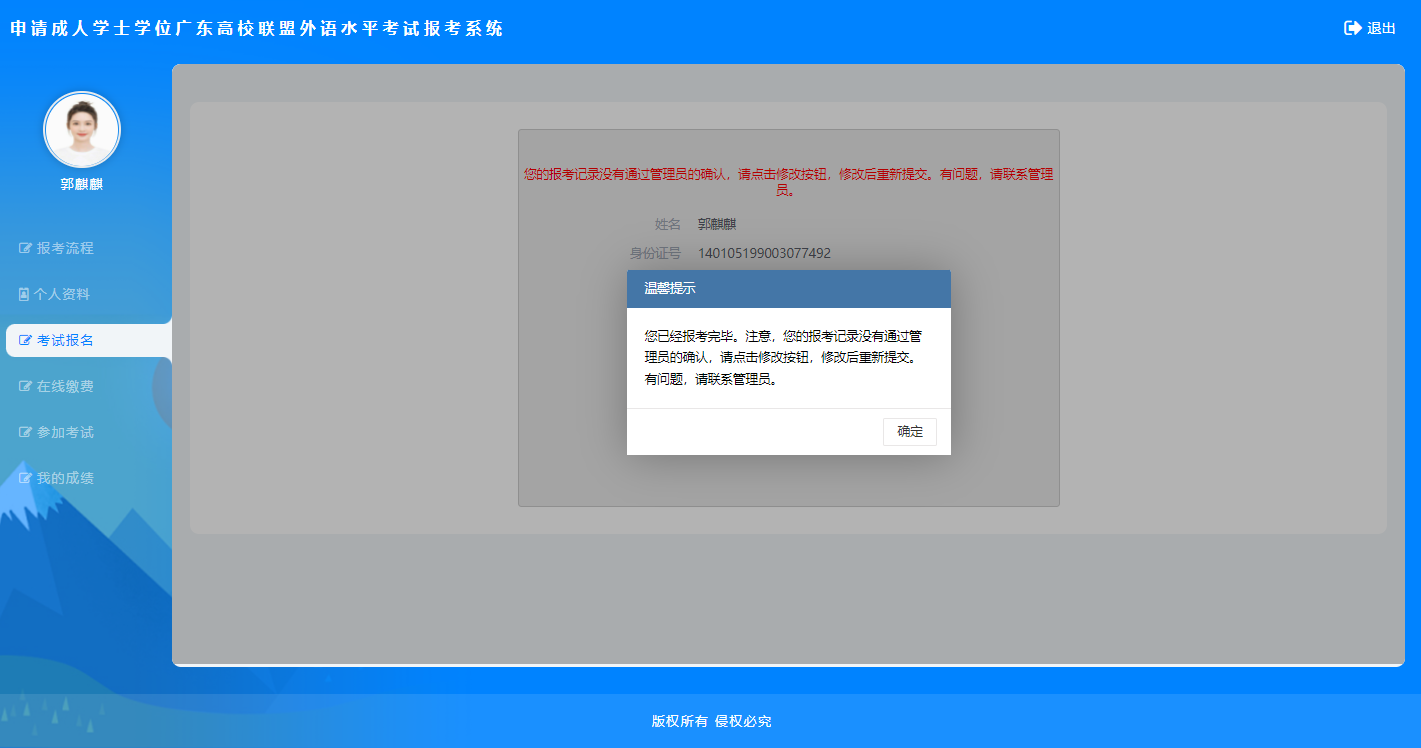 申请成人学士学位广东高校联盟外语水平考试报考系统
退出
郭麒麒
报考流程
个人资料
考试报名
在线缴费
参加考试
我的成绩
您的报考记录没有通过管理员的确认，请点击修改按钮，修改后重新提交。有问题，请联系管理
员。
姓名 郭麒麒
身份证号 140105199003077492
温馨提示
您已经报考完毕。注意，您的报考记录没有通过管
理员的确认，请点击修改按钮，修改后重新提交。
有问题，请联系管理员。
确定
版权所有 侵权必究